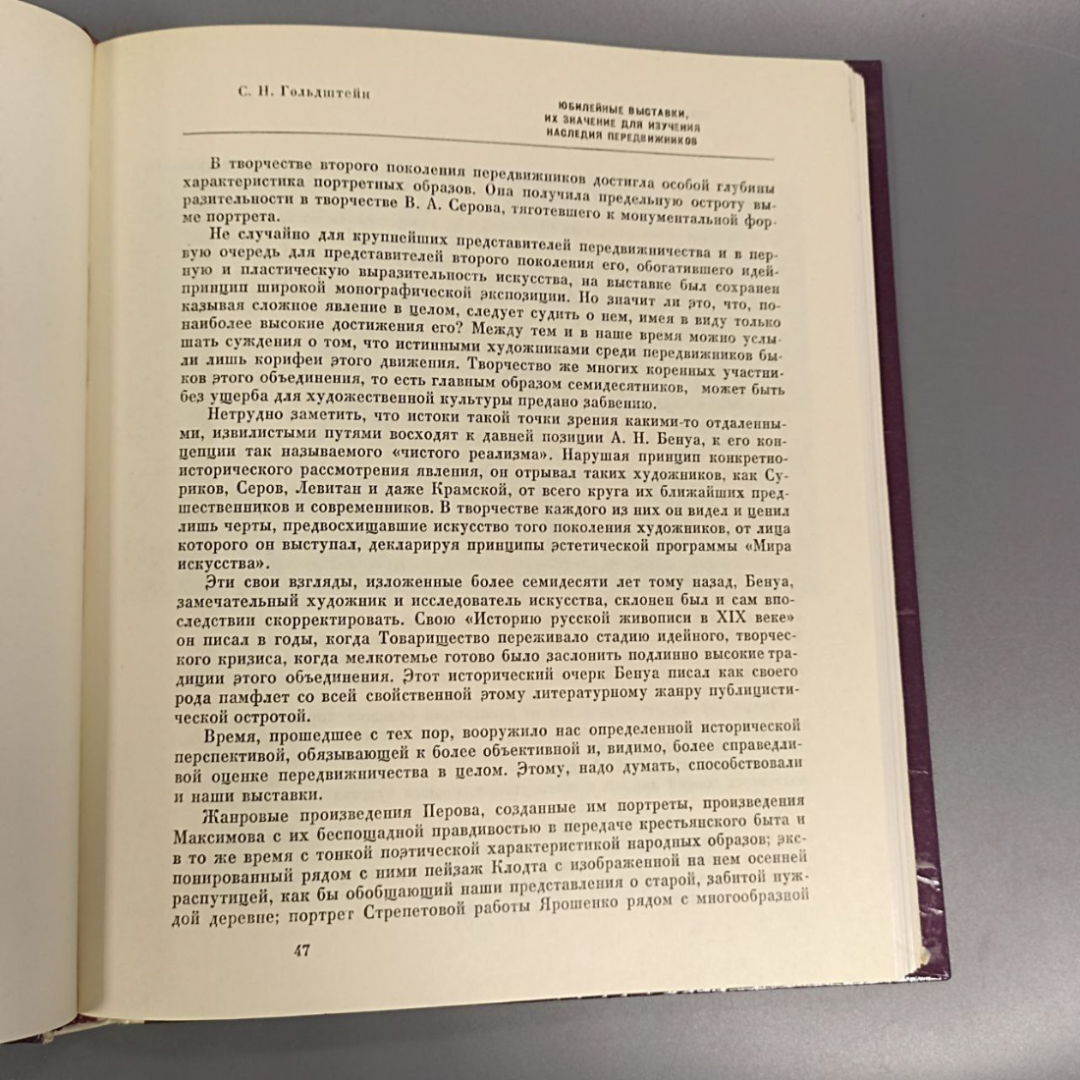 С. Н. Гольдштейн
ЮБИЛЕЙНЫЕ ВЫСТАВКИ,
ИХ ЗНАЧЕНИЕ ДЛЯ ИЗУЧЕНИЯ
НАСЛЕДИЯ ПЕРЕДВИЖНИКОВ
В творчестве второго поколения передвижников достигла особой глубины
характеристика портретных образов. Она получила предельную остроту вы-
разительности в творчестве В. А. Серова, тяготевшего к монументальной фор-
ме портрета.
Не случайно для крупнейших представителей передвижничества и в пер-
вую очередь для представителей второго поколения его, обогатившего идей-
ную и пластическую выразительность искусства, на выставке был сохранен
принцип широкой монографической экспозиции. Но значит ли это, что, по-
казывая сложное явление в целом, следует судить о нем, имея в виду только
наиболее высокие достижения его? Между тем и в наше время можно услы-
шать суждения о том, что истинными художниками среди передвижников бы-
ли лишь корифеи этого движения. Творчество же многих коренных участни-
ков этого объединения, то есть главным образом семидесятников, может быть
без ущерба для художественной культуры предано забвению.
Нетрудно заметить, что истоки такой точки зрения какими-то отдаленны-
ми, извилистыми путями восходят к давней позиции А. Н. Бенуа, к его кон-
цепции так называемого «чистого реализма». Нарушая принцип конкретно-
исторического рассмотрения явления, он отрывал таких художников, как Су-
риков, Серов, Левитан и даже Крамской, от всего круга их ближайших пред-
шественников и современников. В творчестве каждого из них он видел и ценил
лишь черты, предвосхищавшие искусство того поколения художников, от лица
которого он выступал, декларируя принципы эстетической программы «Мира
искусства».
Эти свои взгляды, изложенные более семидесяти лет тому назад, Бенуа,
замечательный художник и исследователь искусства, склонен был и сам впо-
следствии скорректировать. Свою «Историю русской живописи в XIX веке»
он писал в годы, когда Товарищество переживало стадию идейного, творчес-
кого кризиса, когда мелкотемье готово было заслонить подлинно высокие тра-
диции этого объединения. Этот исторический очерк Бенуа писал как своего
рода памфлет со всей свойственной этому литературному жанру публицисти-
ческой остротой.
Время, прошедшее с тех пор, вооружило нас определенной исторической
перспективой, обязывающей к более объективной и, видимо, более справедли-
вой оценке передвижничества в целом. Этому, надо думать, способствовали
и наши выставки.
Жанровые произведения Перова, созданные им портреты, произведения
Максимова с их беспощадной правдивостью в передаче крестьянского быта и
в то же время с тонкой поэтической характеристикой народных образов; экс-
понированный рядом с ними пейзаж Клодта с изображенной на нем осенней
распутицей, как бы обобщающий наши представления о старой, забитой нуж-
дой деревне; портрет Стрепетовой работы Ярошенко рядом с многообразной
47